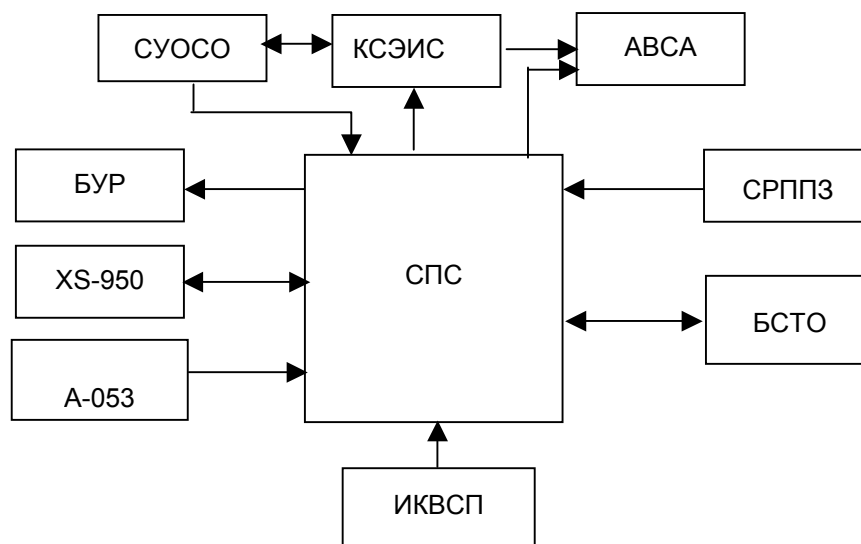 СУОСО
КСЭИС
АВСА
БУР
СРППЗ
XS-950
СПС
БСТО
А-053
ИКВСП